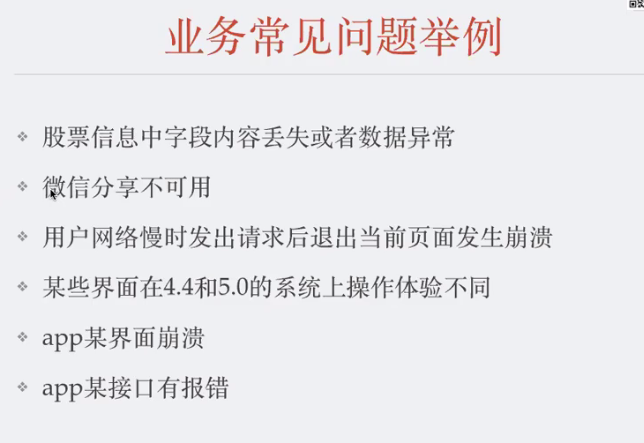 业务常见问题举例
股票信息中字段内容丢失或者数据异常
微信分享不可用
用户网络慢时发出请求后退出当前页面发生崩溃
某些界面在4.4和5.0的系统上操作体验不同
app某界面崩溃
app某接口有报错